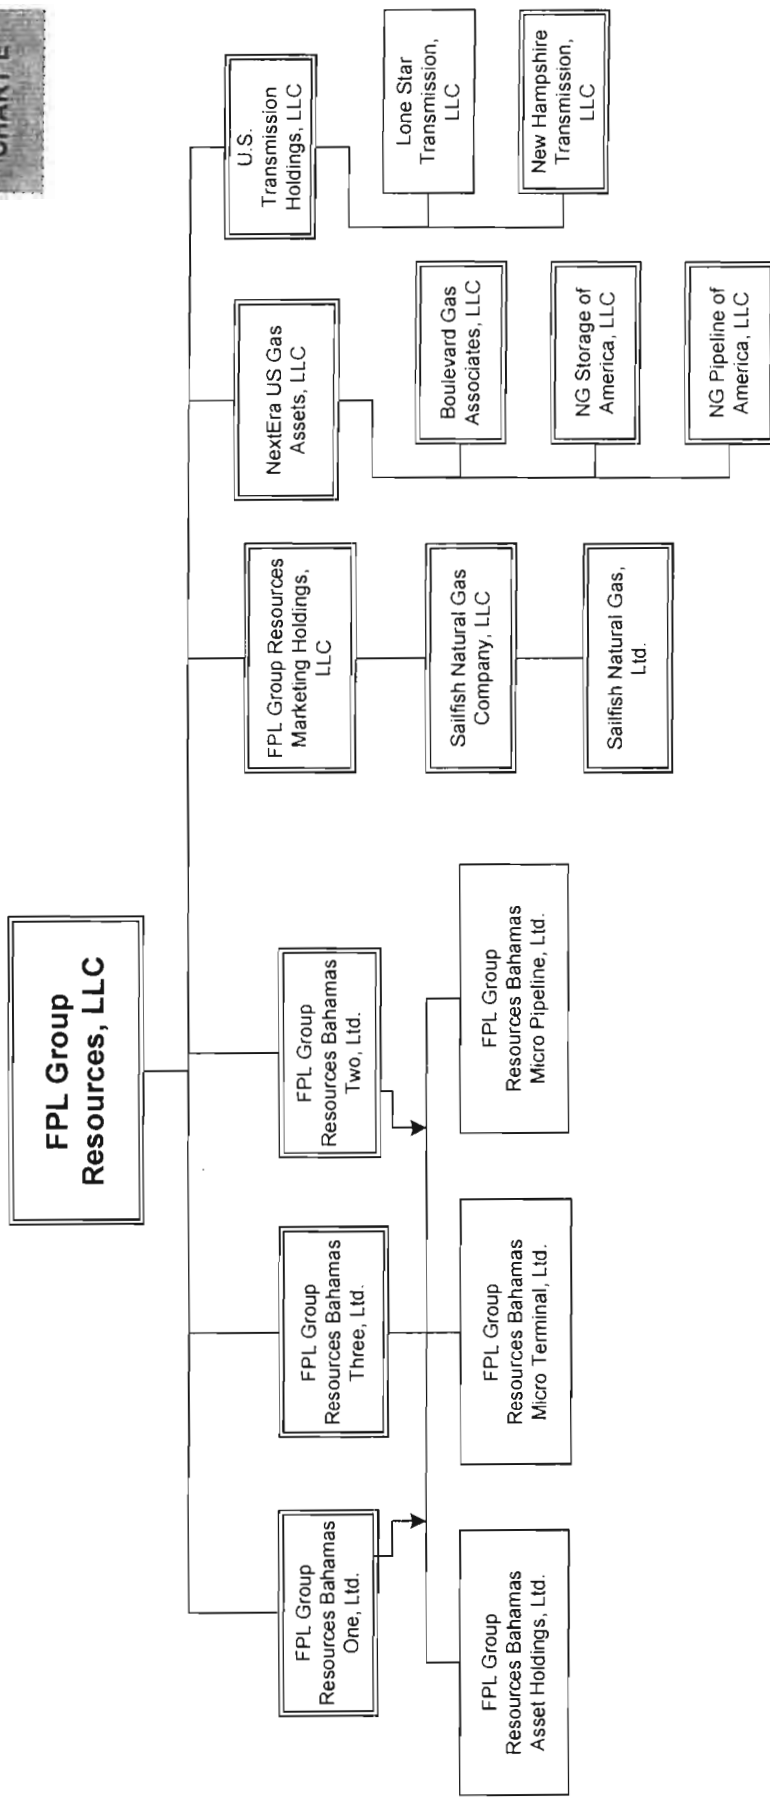 FPL Group
Resources, LLC
FPL Group
Resources Bahamas
One, Ltd.
FPL Group
Resources Bahamas
Three, Ltd.
FPL Group
Resources Bahamas
Two, Ltd.
FPL Group Resources
Marketing Holdings,
LLC
NextEra US Gas
Assets, LLC
U.S.
Transmission
Holdings, LLC
FPL Group
Resources Bahamas
Asset Holdings, Ltd.
FPL Group
Resources Bahamas
Micro Terminal, Ltd.
FPL Group
Resources Bahamas
Micro Pipeline, Ltd.
Sailfish Natural Gas
Company, LLC
Sailfish Natural Gas,
Ltd.
Boulevard Gas
Associates, LLC
NG Storage of
America, LLC
NG Pipeline of
America, LLC
Lone Star
Transmission,
LLC
New Hampshire
Transmission,
LLC